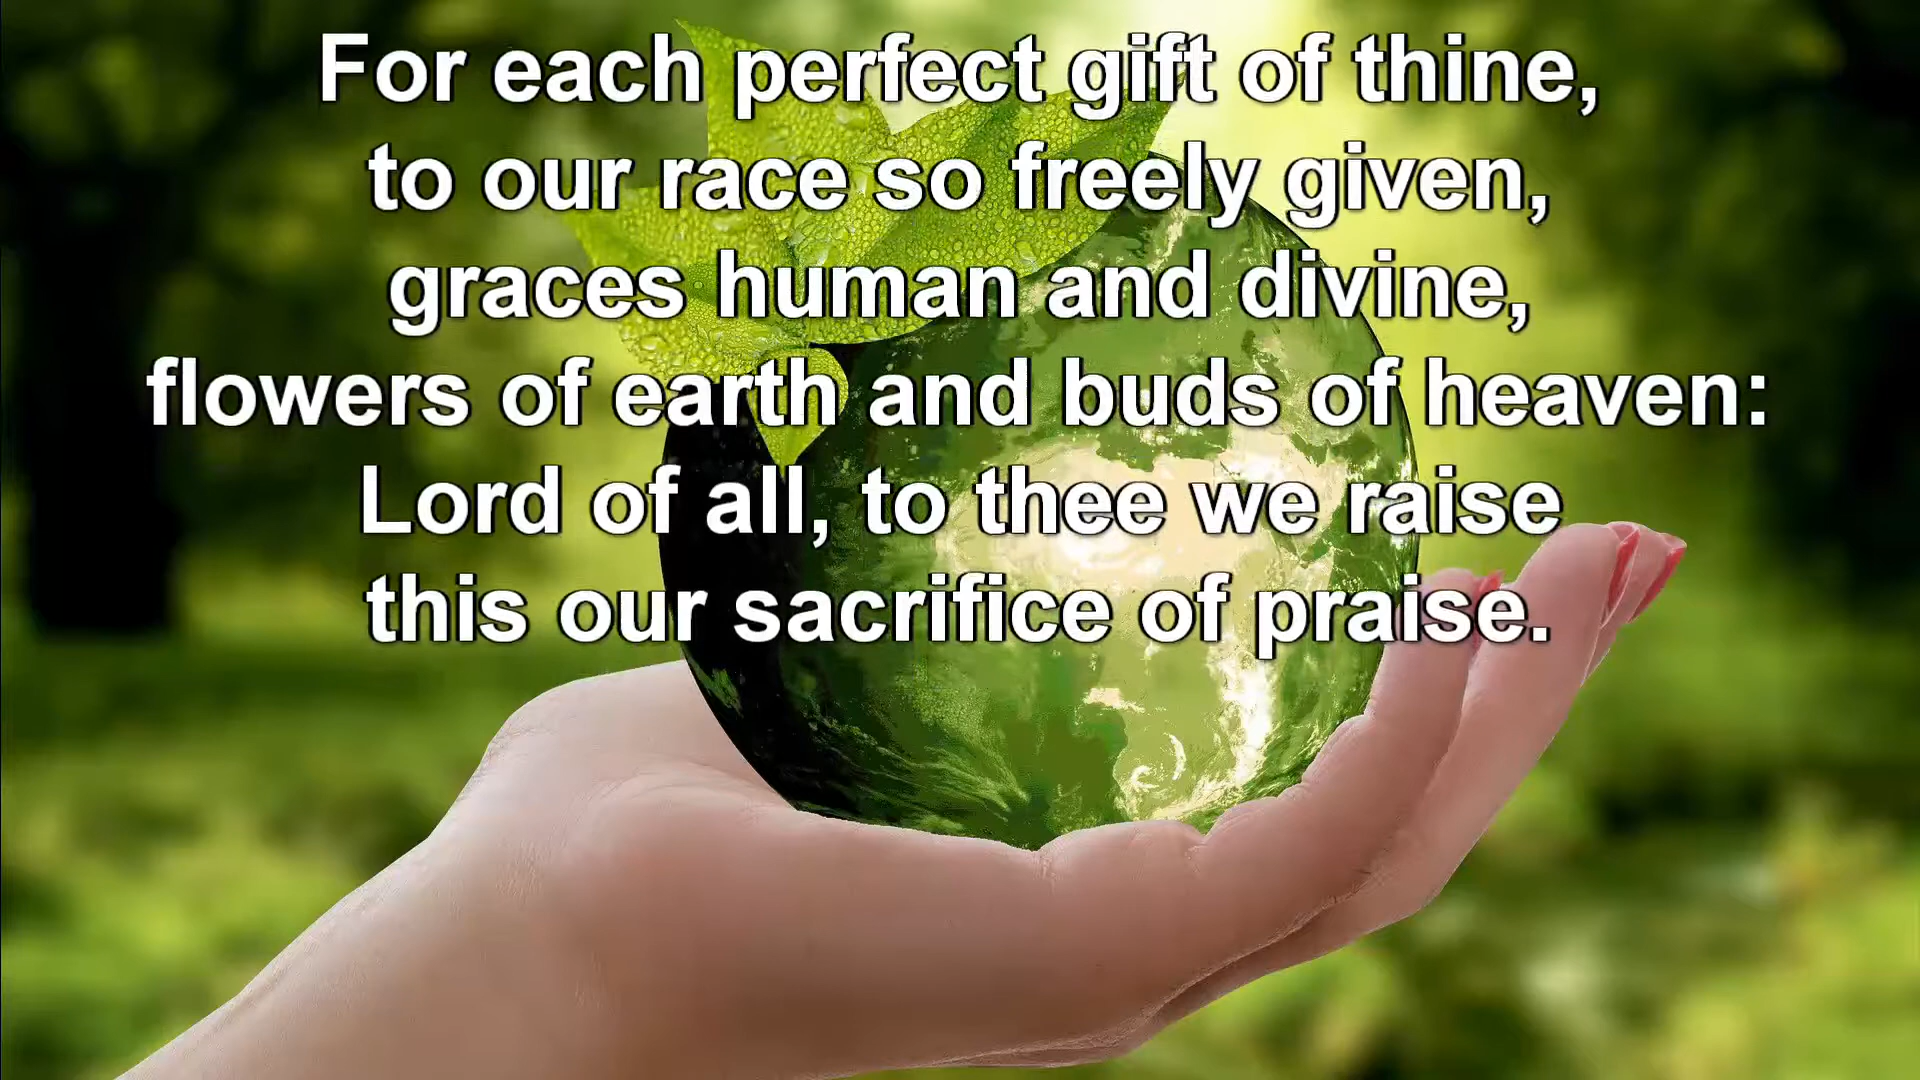 For each perfect gift of thine,
to our race so freely given,
graces human and divine,
flowers of earth and buds of heaven:
Lord of all, to thee we raise
this our sacrifice of praise.